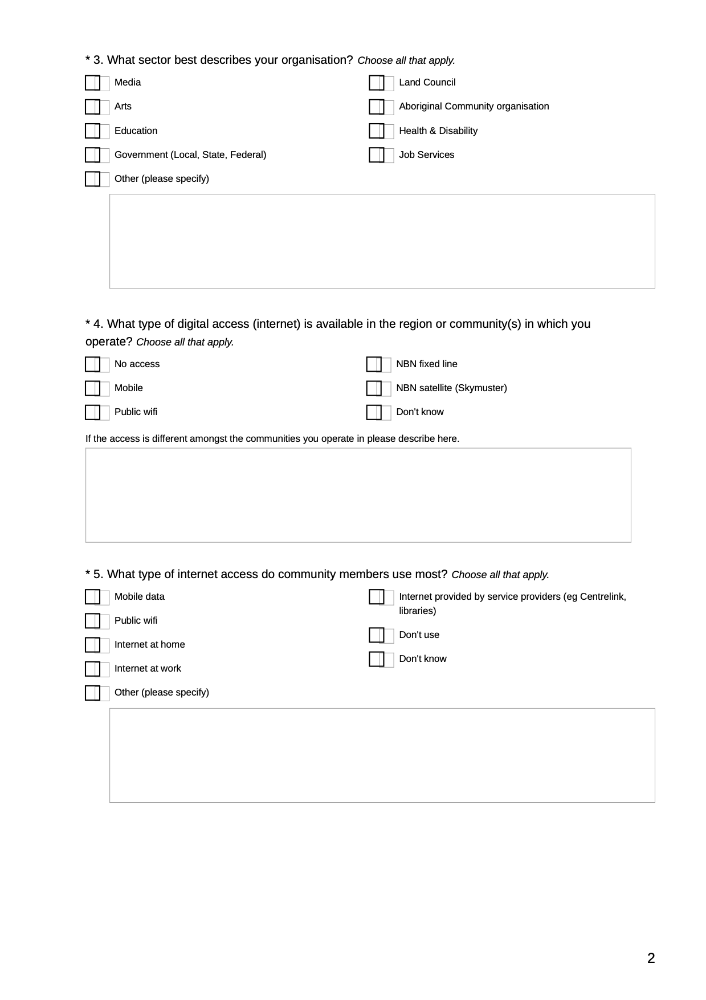 * 3. What sector best describes your organisation? Choose all that apply.
Media
Land Council
Arts
Aboriginal Community organisation
Education
Health & Disability
Government (Local, State, Federal)
Job Services
Other (please specify)
* 4. What type of digital access (internet) is available in the region or community(s) in which you
operate? Choose all that apply.
No access
NBN fixed line
Mobile
NBN satellite (Skymuster)
Public wifi
Don't know
If the access is different amongst the communities you operate in please describe here.
* 5. What type of internet access do community members use most? Choose all that apply.
Mobile data
Internet provided by service providers (eg Centrelink,
libraries)
Public wifi
Don't use
Internet at home
Don't know
Internet at work
Other (please specify)
2